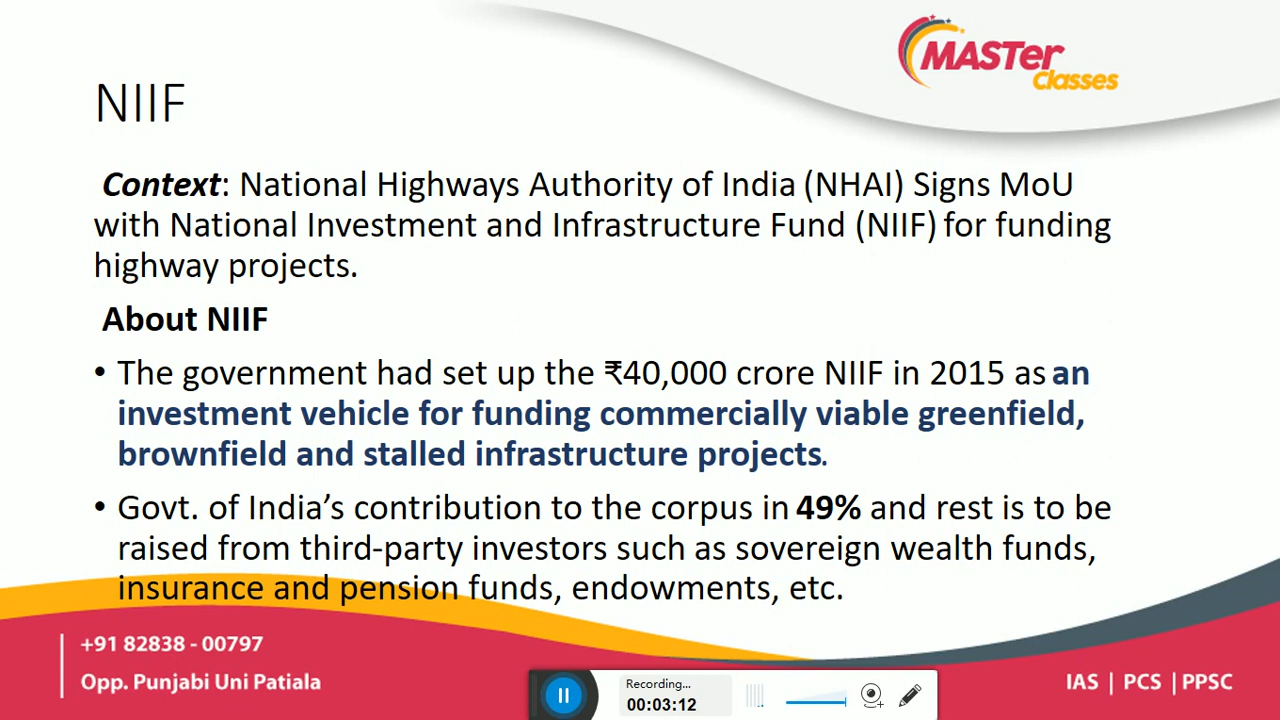 MASTer
Classes
NIIF
Context: National Highways Authority of India (NHAI) Signs MoU
with National Investment and Infrastructure Fund (NIIF) for funding
highway projects.
About NIIF
• The government had set up the ₹40,000 crore NIIF in 2015 as an
investment vehicle for funding commercially viable greenfield,
brownfield and stalled infrastructure projects.
• Govt. of India’s contribution to the corpus in 49% and rest is to be
raised from third-party investors such as sovereign wealth funds,
insurance and pension funds, endowments, etc.
+91 82838 - 00797
Opp. Punjabi Uni Patiala
Recording...
00:03:12
IAS | PCS | PPSC